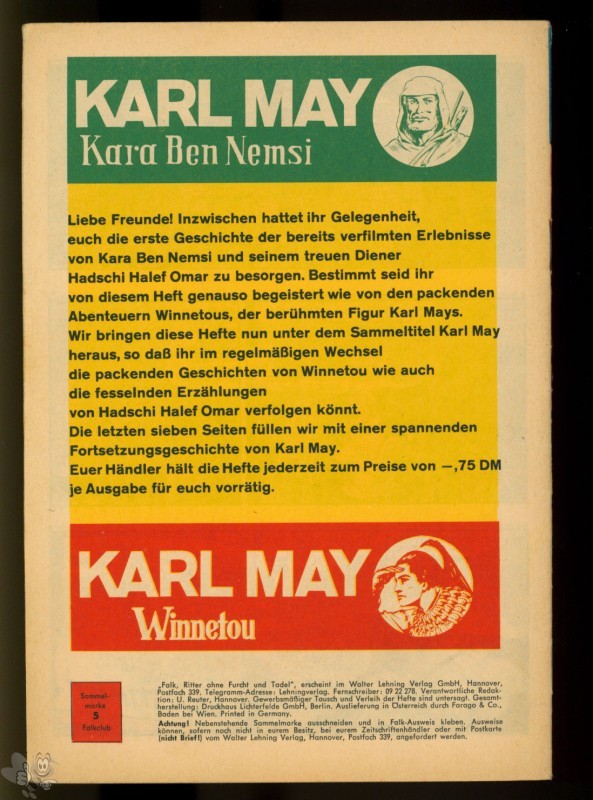 KARL MAY
Kara Ben Nemsi
Liebe Freunde! Inzwischen hattet ihr Gelegenheit,
euch die erste Geschichte der bereits verfilmten Erlebnisse
von Kara Ben Nemsi und seinem treuen Diener
Hadschi Halef Omar zu besorgen. Bestimmt seid ihr
von diesem Heft genauso begeistert wie von den packenden
Abenteuern Winnetous, der berühmten Figur Karl Mays.
Wir bringen diese Hefte nun unter dem Sammeltitel Karl May
heraus, so daß ihr im regelmäßigen Wechsel
die packenden Geschichten von Winnetou wie auch
die fesselnden Erzählungen
von Hadschi Halef Omar verfolgen könnt.
Die letzten sieben Seiten füllen wir mit einer spannenden
Fortsetzungsgeschichte von Karl May.
Euer Händler hält die Hefte jederzeit zum Preise von —,75 DM
je Ausgabe für euch vorrätig.
KARL MAY
Winnetou
Sammel-
marke
5
Falkclub
„Falk, Ritter ohne Furcht und Tadel", erscheint im Walter Lehning Verlag GmbH, Hannover,
Postfach 339. Telegramm-Adresse: Lehningverlag. Fernschreiber: 09 22 278. Verantwortliche Redak-
tion: U. Reuter, Hannover. Gewerbsmäßiger Tausch und Verleih der Hefte sind untersagt. Gesamt-
herstellung: Druckhaus Lichterfelde GmbH, Berlin. Auslieferung in Österreich durch Farago & Co.,
Baden bei Wien. Printed in Germany.
Achtung! Nebenstehende Sammelmarke ausschneiden und in Falk-Ausweis kleben. Ausweise
können, sofern noch nicht in eurem Besitz, bei eurem Zeitschriftenhändler oder mit Postkarte
(nicht Brief!) vom Walter Lehning Verlag, Hannover, Postfach 339, angefordert werden.